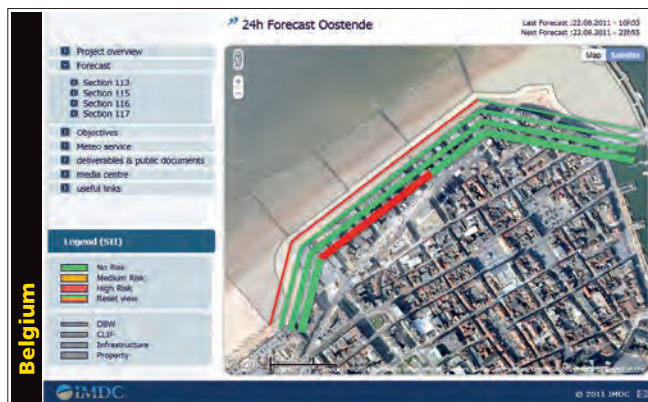 24h Forecast Oostende
Last Forecast :22.08.2011 - 10h55
Next Forecast :22.08.2011 - 22h55
Project overview
Forecast
Section 113
Section 115
Section 116
Section 117
Objectives
Meteo service
deliverables & public documents
media centre
useful links
Map
Satellite
Legend (SII)
No Risk
Medium Risk
High Risk
Reset view
DBW
CLIF
Infrastructure
Property
Belgium
IMDC
© 2011 IMDC